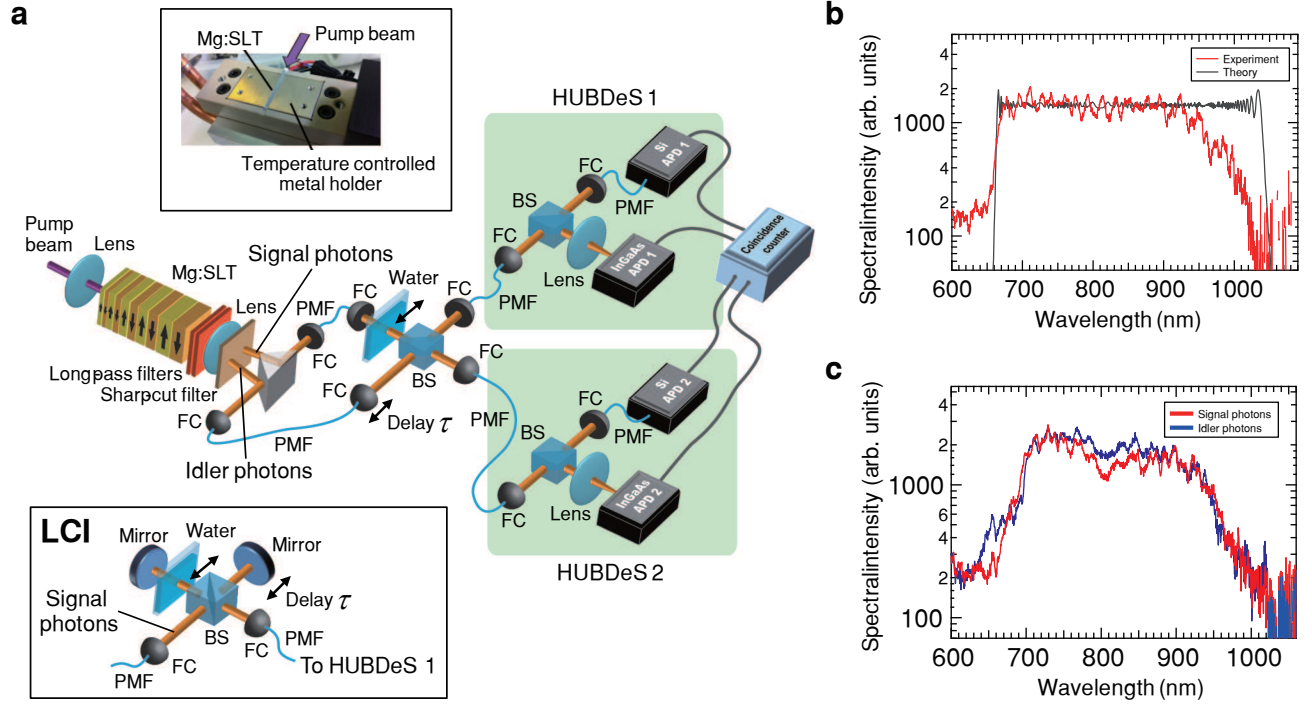 a
Mg:SLT
Pump beam
Temperature controlled
metal holder
Pump
beam
Lens
Mg:SLT
Signal photons
Lens
Longpass filters
Sharpcut filter
FC
PMF
FC
Idler photons
PMF
FC
Water
FC
BS
FC
FC
Delay τ
PMF
PMF
HUBDeS 1
FC
BS
FC
PMF
Lens
Si
APD 1
InGaAs
APD 1
Coincidence
counter
FC
BS
FC
PMF
Lens
Si
APD 2
InGaAs
APD 2
HUBDeS 2
LCI
Water
Mirror
Mirror
Delay τ
Signal
photons
BS
FC
FC
PMF
PMF
To HUBDeS 1
b
Spectralintensity (arb. units)
Experiment
Theory
4
2
1000
6
4
2
100
6
600 700 800 900 1000
Wavelength (nm)
c
Spectralintensity (arb. units)
Signal photons
Idler photons
4
2
1000
6
4
2
100
600 700 800 900 1000
Wavelength (nm)